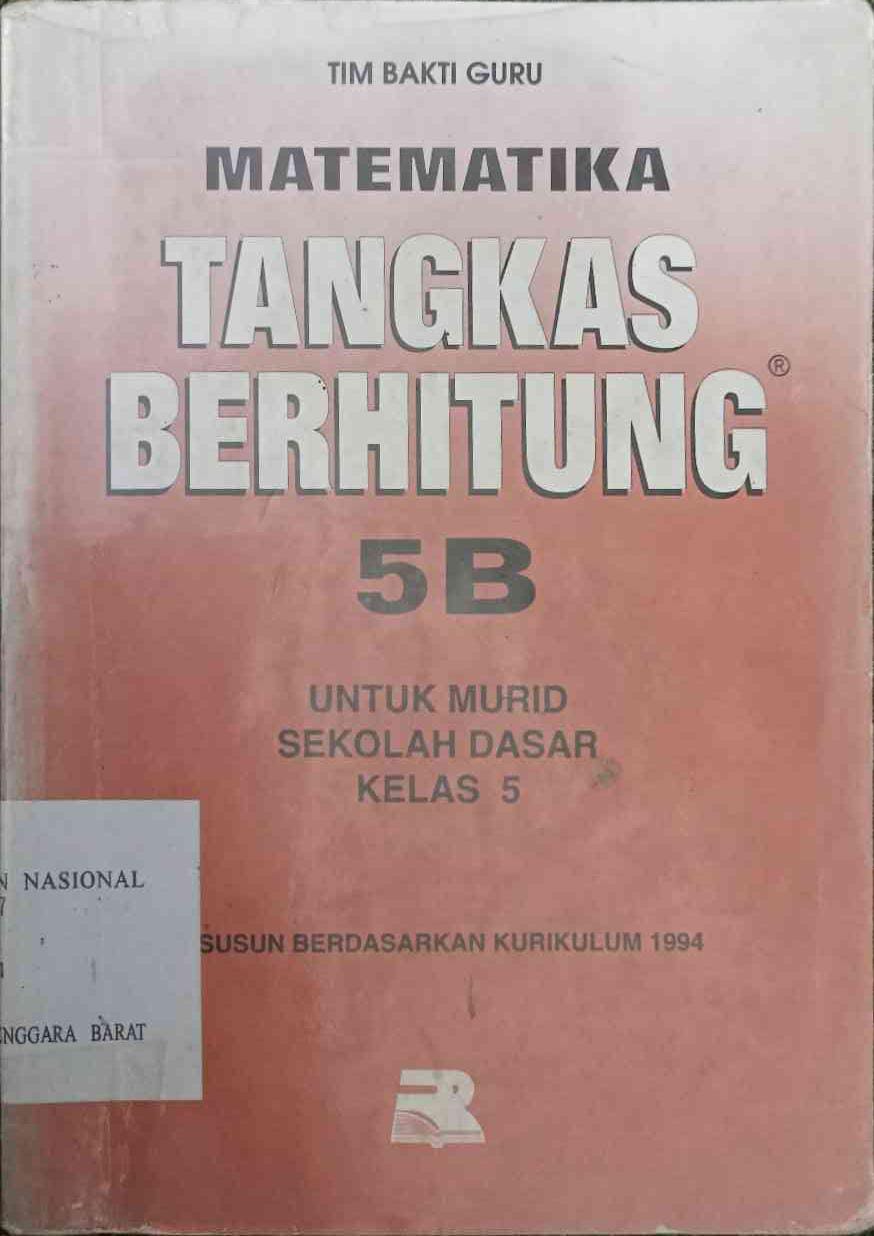 TIM BAKTI GURU
MATEMATIKA
TANGKAS
BERHITUNG ®
5B
UNTUK MURID
SEKOLAH DASAR
KELAS 5
NASIONAL
7
SUSUN BERDASARKAN KURIKULUM 1994
NGGARA BARAT